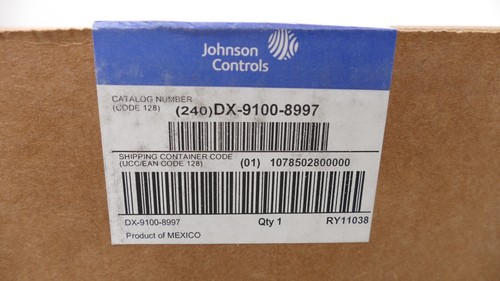 Johnson
Controls
CATALOG NUMBER
(CODE 128) (240)DX-9100-8997
SHIPPING CONTAINER CODE
(UCC/EAN CODE 128) (01) 1078502800000
DX-9100-8997 Qty 1 RY11038
Product of MEXICO